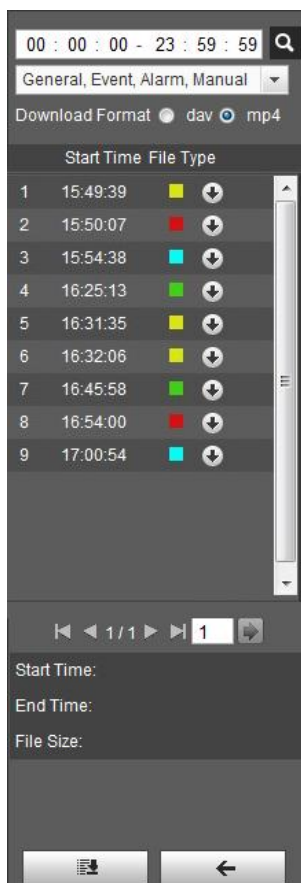 00 : 00 : 00 - 23 : 59 : 59
General, Event, Alarm, Manual
Download Format dav mp4
Start Time File Type
1 15:49:39
2 15:50:07
3 15:54:38
4 16:25:13
5 16:31:35
6 16:32:06
7 16:45:58
8 16:54:00
9 17:00:54
1 / 1 1
Start Time:
End Time:
File Size: